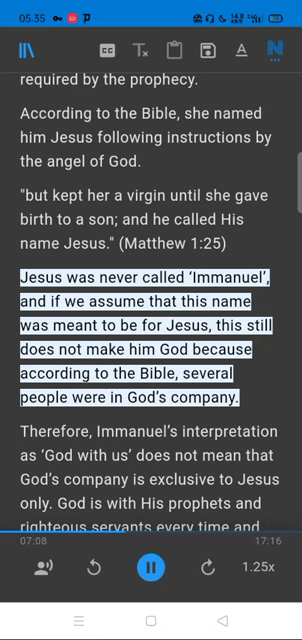 05.35
CC
required by the prophecy.
According to the Bible, she named
him Jesus following instructions by
the angel of God.
"but kept her a virgin until she gave
birth to a son; and he called His
name Jesus." (Matthew 1:25)
Jesus was never called ‘Immanuel’,
and if we assume that this name
was meant to be for Jesus, this still
does not make him God because
according to the Bible, several
people were in God’s company.
Therefore, Immanuel’s interpretation
as ‘God with us’ does not mean that
God’s company is exclusive to Jesus
only. God is with His prophets and
righteous servants every time and
07:08 17:16
1.25x